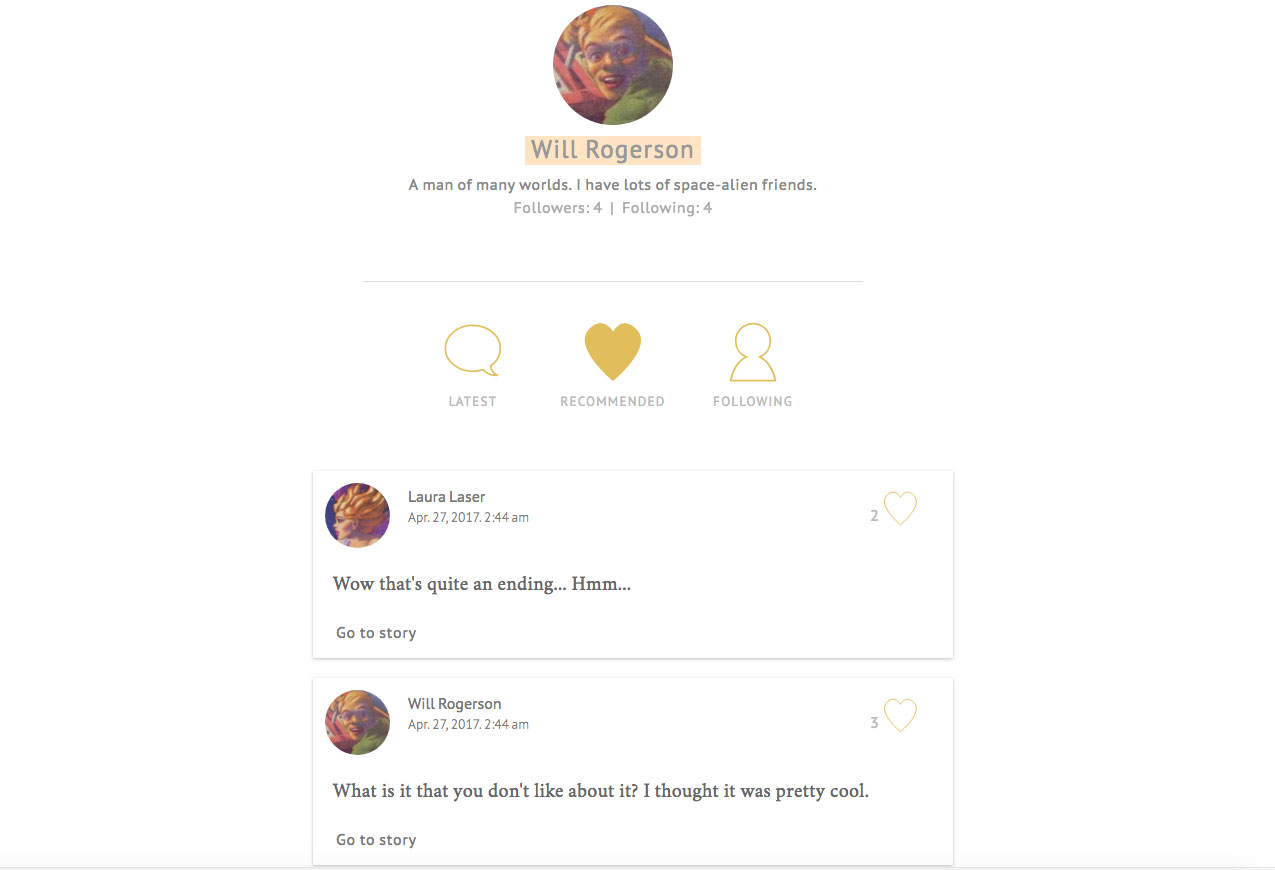 Will Rogerson
A man of many worlds. I have lots of space-alien friends.
Followers: 4 | Following: 4
LATEST RECOMMENDED FOLLOWING
Laura Laser
Apr. 27, 2017. 2:44 am
2
Wow that's quite an ending... Hmm...
Go to story
Will Rogerson
Apr. 27, 2017. 2:44 am
3
What is it that you don't like about it? I thought it was pretty cool.
Go to story